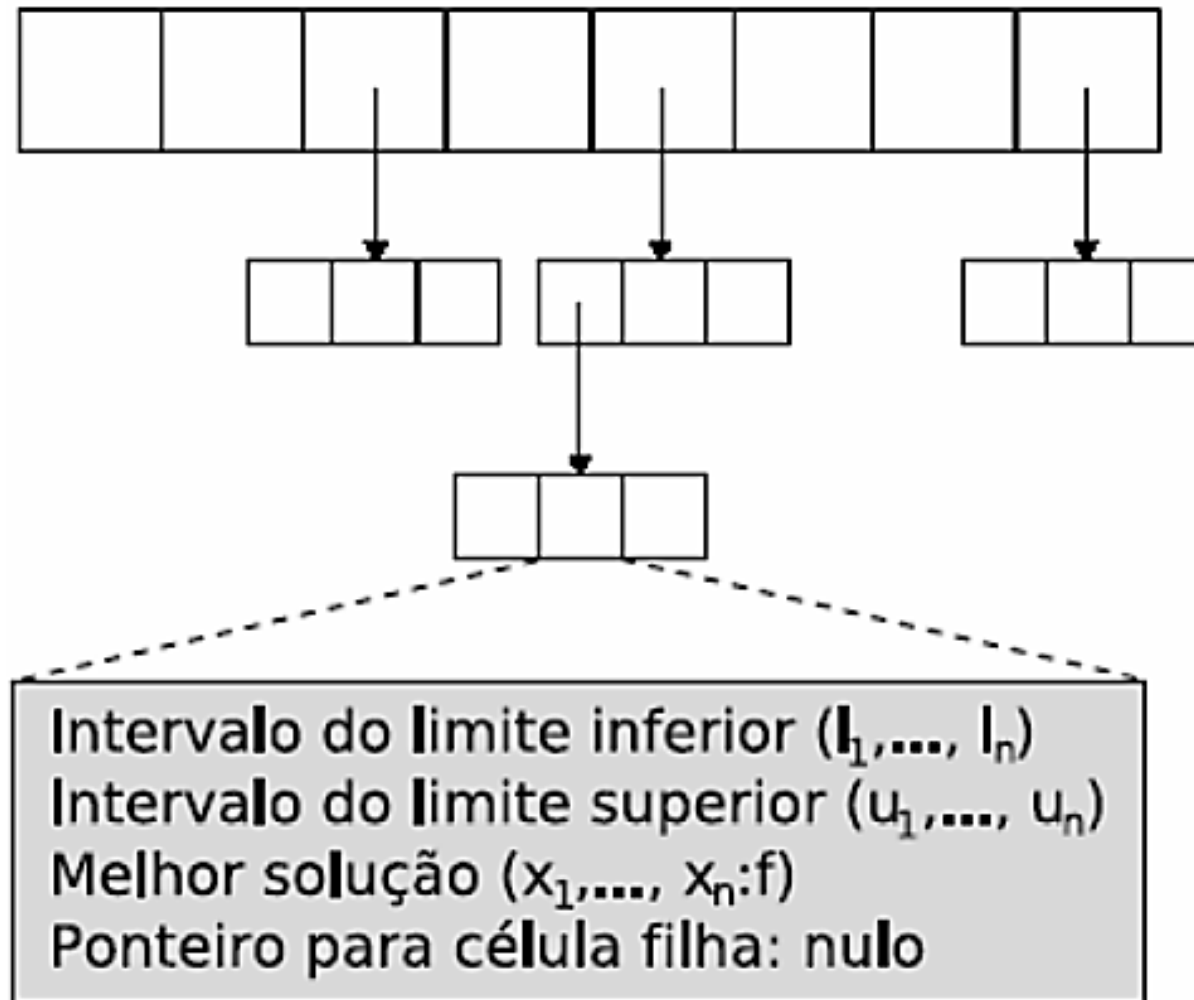 Intervalo do limite inferior (l₁,..., lₙ)
Intervalo do limite superior (u₁,..., uₙ)
Melhor solução (x₁,..., xₙ:f)
Ponteiro para célula filha: nulo